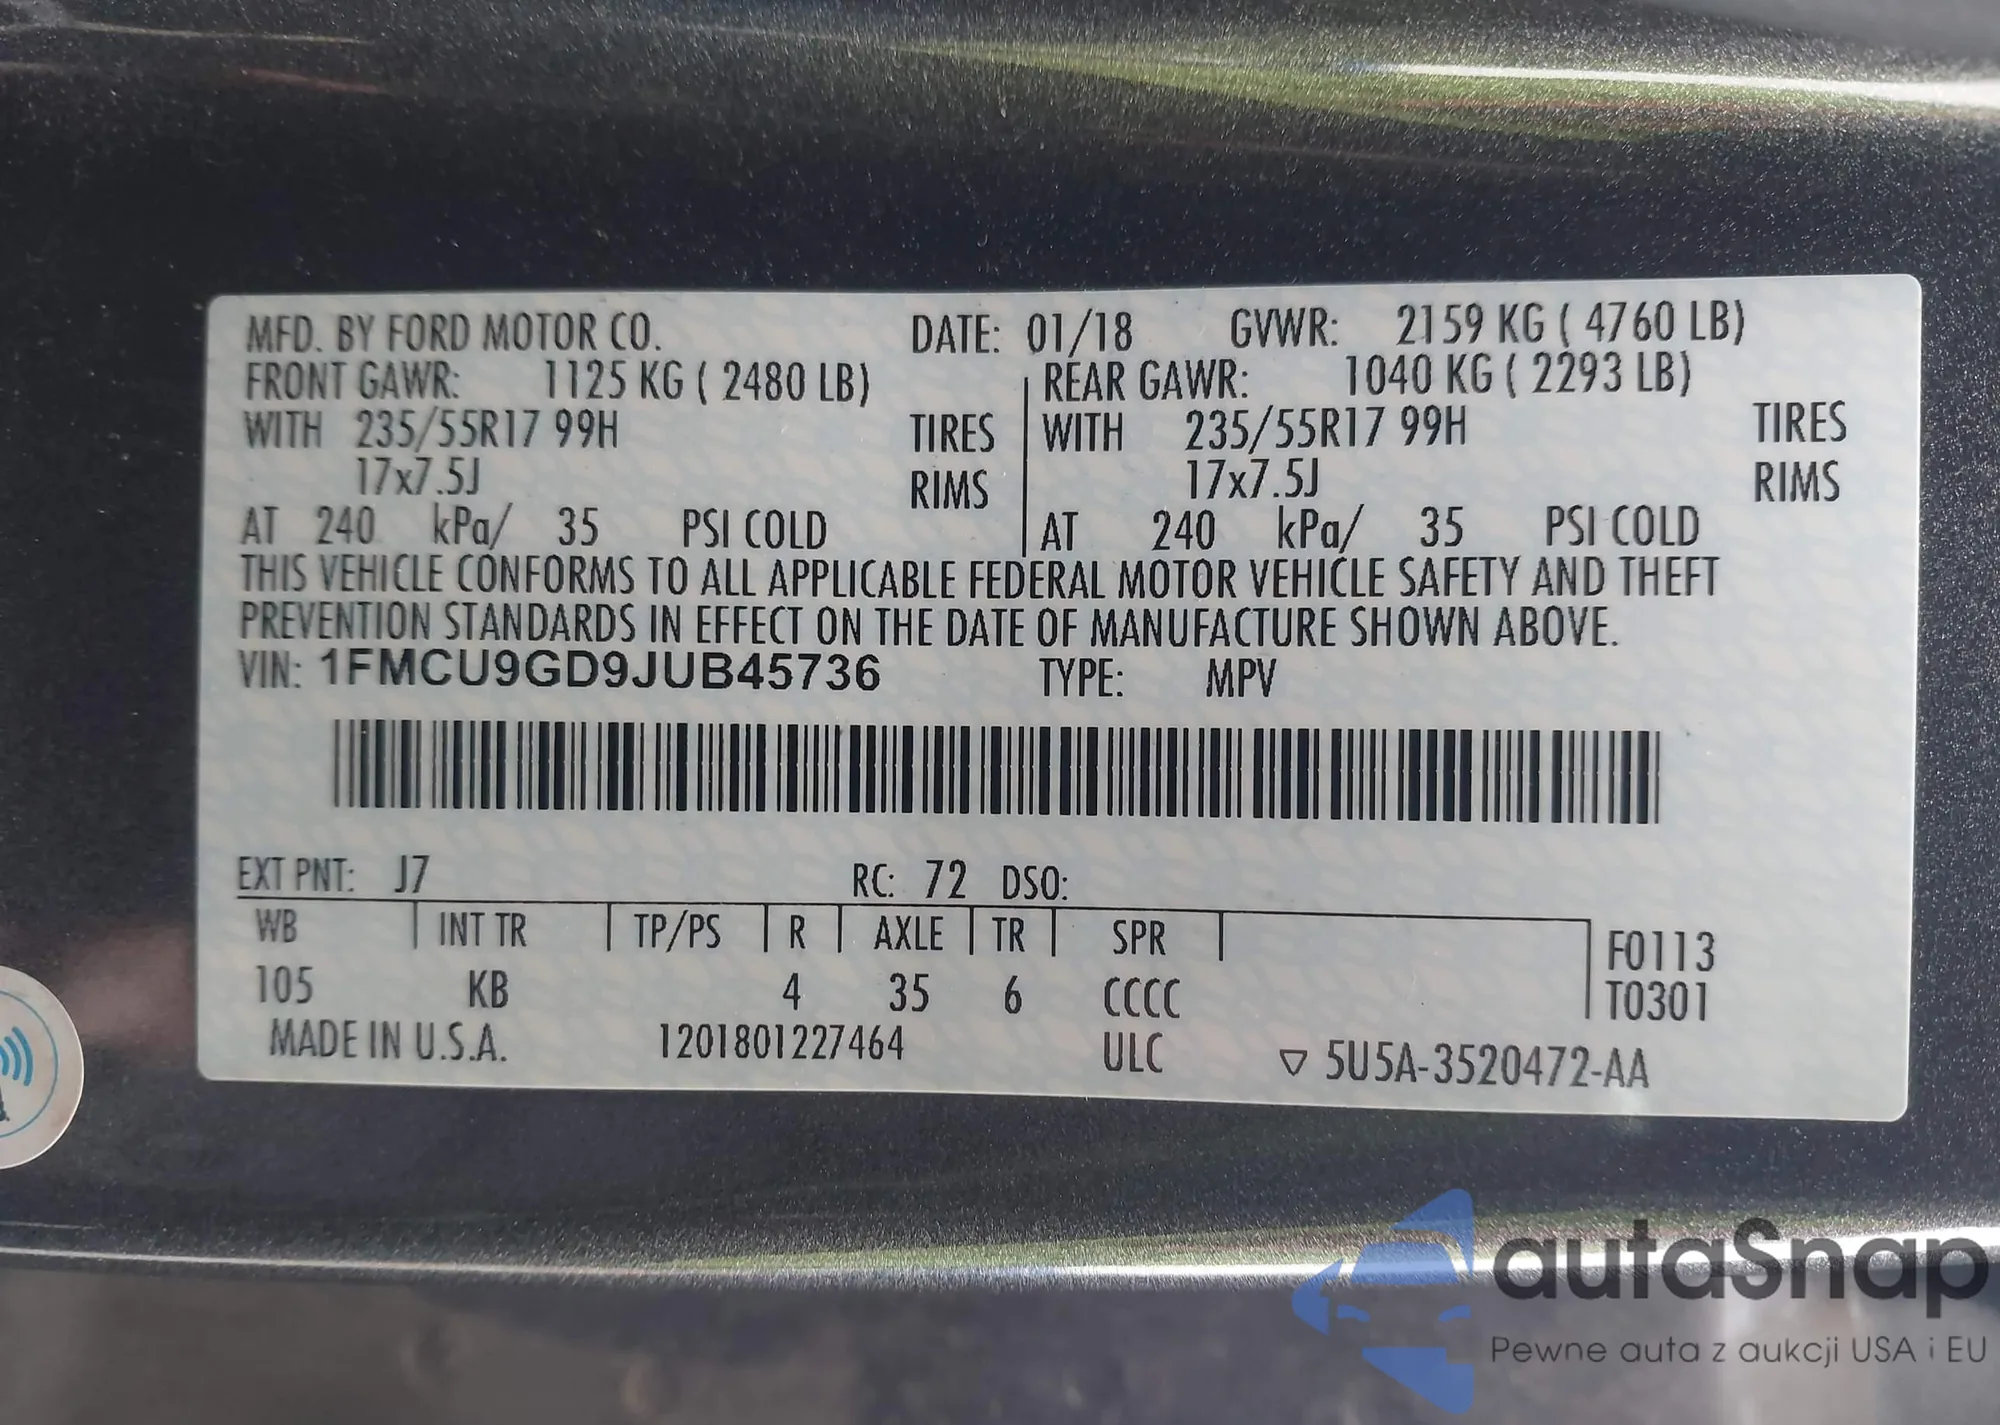 MFD. BY FORD MOTOR CO. DATE: 01/18 GVWR: 2159 KG ( 4760 LB)
FRONT GAWR: 1125 KG ( 2480 LB) REAR GAWR: 1040 KG ( 2293 LB)
WITH 235/55R17 99H TIRES WITH 235/55R17 99H TIRES
17x7.5J RIMS 17x7.5J RIMS
AT 240 kPa/ 35 PSI COLD AT 240 kPa/ 35 PSI COLD
THIS VEHICLE CONFORMS TO ALL APPLICABLE FEDERAL MOTOR VEHICLE SAFETY AND THEFT
PREVENTION STANDARDS IN EFFECT ON THE DATE OF MANUFACTURE SHOWN ABOVE.
VIN: 1FMCU9GD9JUB45736 TYPE: MPV
EXT PNT: J7 RC: 72 DSO:
WB INT TR TP/PS R AXLE TR SPR F0113
105 KB 4 35 6 CCCC T0301
MADE IN U.S.A. 1201801227464 ULC ▽ 5U5A-3520472-AA
autaSnap
Pewne auta z aukcji USA i EU